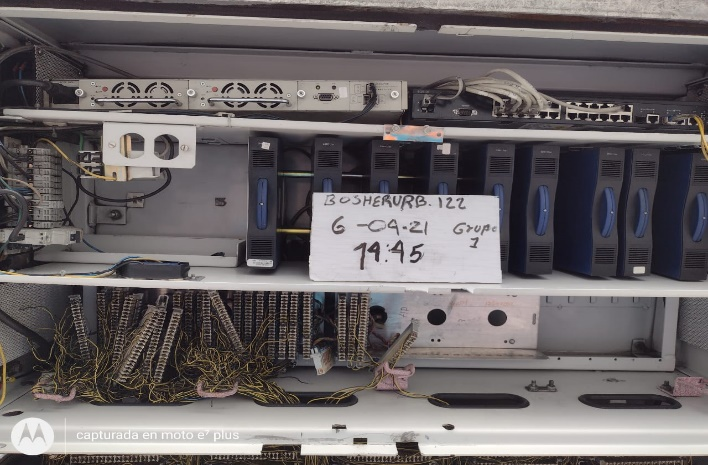 BOSHERURB.122
6 -04-21 Grupo
1
14:45
capturada en moto e⁷ plus